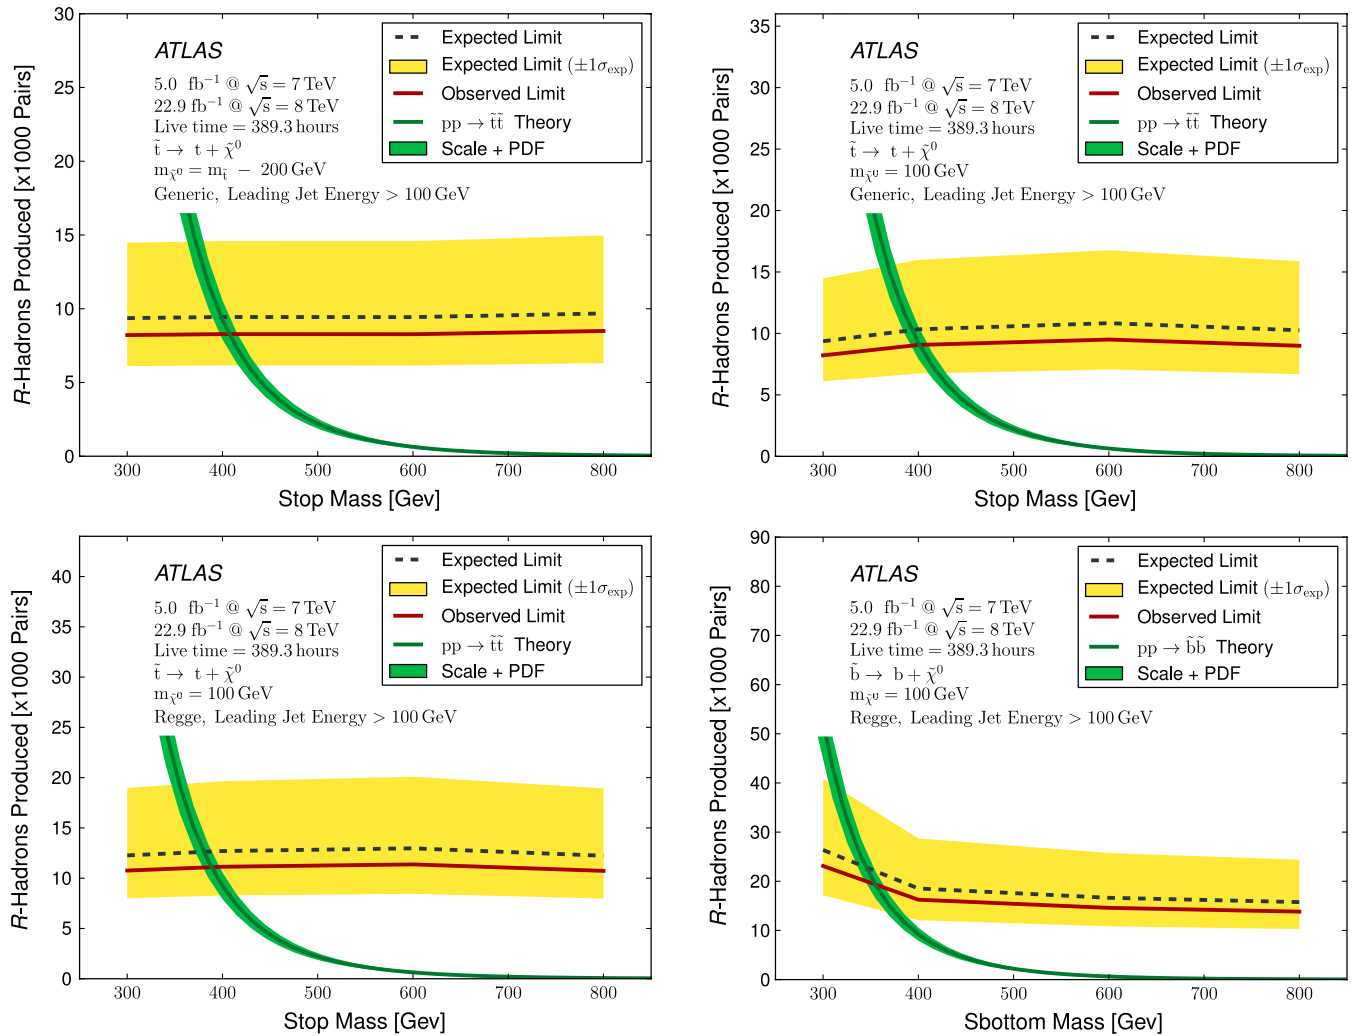 30
25
20
15
10
5
0
R-Hadrons Produced [x1000 Pairs]
ATLAS
5.0 fb⁻¹ @ √s = 7 TeV
22.9 fb⁻¹ @ √s = 8 TeV
Live time = 389.3 hours
t̃ → t + χ̃⁰
m_χ̃⁰ = m_t̃ − 200 GeV
Generic, Leading Jet Energy > 100 GeV
Expected Limit
Expected Limit (±1σ_exp)
Observed Limit
pp → t̃t̃ Theory
Scale + PDF
300 400 500 600 700 800
Stop Mass [Gev]
35
30
25
20
15
10
5
0
R-Hadrons Produced [x1000 Pairs]
ATLAS
5.0 fb⁻¹ @ √s = 7 TeV
22.9 fb⁻¹ @ √s = 8 TeV
Live time = 389.3 hours
t̃ → t + χ̃⁰
m_χ̃⁰ = 100 GeV
Generic, Leading Jet Energy > 100 GeV
Expected Limit
Expected Limit (±1σ_exp)
Observed Limit
pp → t̃t̃ Theory
Scale + PDF
300 400 500 600 700 800
Stop Mass [Gev]
40
35
30
25
20
15
10
5
0
R-Hadrons Produced [x1000 Pairs]
ATLAS
5.0 fb⁻¹ @ √s = 7 TeV
22.9 fb⁻¹ @ √s = 8 TeV
Live time = 389.3 hours
t̃ → t + χ̃⁰
m_χ̃⁰ = 100 GeV
Regge, Leading Jet Energy > 100 GeV
Expected Limit
Expected Limit (±1σ_exp)
Observed Limit
pp → t̃t̃ Theory
Scale + PDF
300 400 500 600 700 800
Stop Mass [Gev]
90
80
70
60
50
40
30
20
10
0
R-Hadrons Produced [x1000 Pairs]
ATLAS
5.0 fb⁻¹ @ √s = 7 TeV
22.9 fb⁻¹ @ √s = 8 TeV
Live time = 389.3 hours
b̃ → b + χ̃⁰
m_χ̃⁰ = 100 GeV
Regge, Leading Jet Energy > 100 GeV
Expected Limit
Expected Limit (±1σ_exp)
Observed Limit
pp → b̃b̃ Theory
Scale + PDF
300 400 500 600 700 800
Sbottom Mass [Gev]